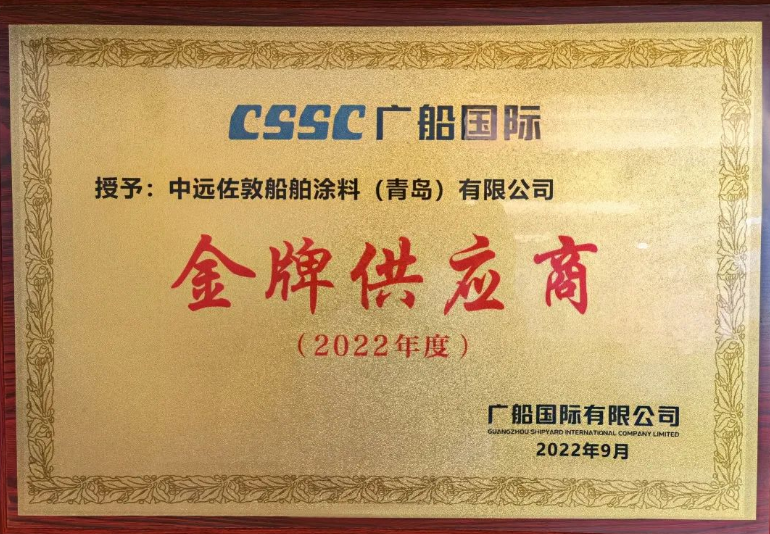 CSSC 广船国际
授予：中远佐敦船舶涂料（青岛）有限公司
金牌供应商
（2022年度）
广船国际有限公司
GUANGZHOU SHIPYARD INTERNATIONAL COMPANY LIMITED
2022年9月